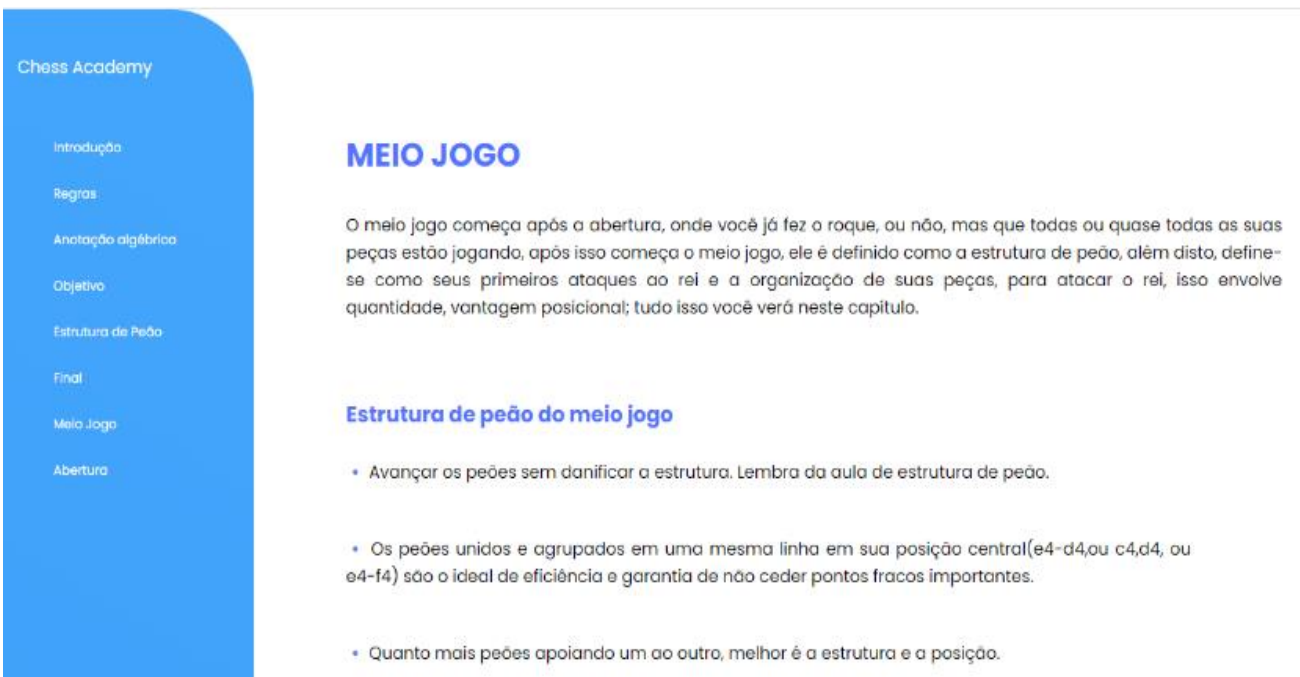 Chess Academy
Introdução
Regras
Anotação algébrica
Objetivo
Estrutura de Peão
Final
Meio Jogo
Abertura
MEIO JOGO
O meio jogo começa após a abertura, onde você já fez o roque, ou não, mas que todas ou quase todas as suas
peças estão jogando, após isso começa o meio jogo, ele é definido como a estrutura de peão, além disto, define-
se como seus primeiros ataques ao rei e a organização de suas peças, para atacar o rei, isso envolve
quantidade, vantagem posicional; tudo isso você verá neste capitulo.
Estrutura de peão do meio jogo
• Avançar os peões sem danificar a estrutura. Lembra da aula de estrutura de peão.
• Os peões unidos e agrupados em uma mesma linha em sua posição central(e4-d4,ou c4,d4, ou
e4-f4) são o ideal de eficiência e garantia de não ceder pontos fracos importantes.
• Quanto mais peões apoiando um ao outro, melhor é a estrutura e a posição.